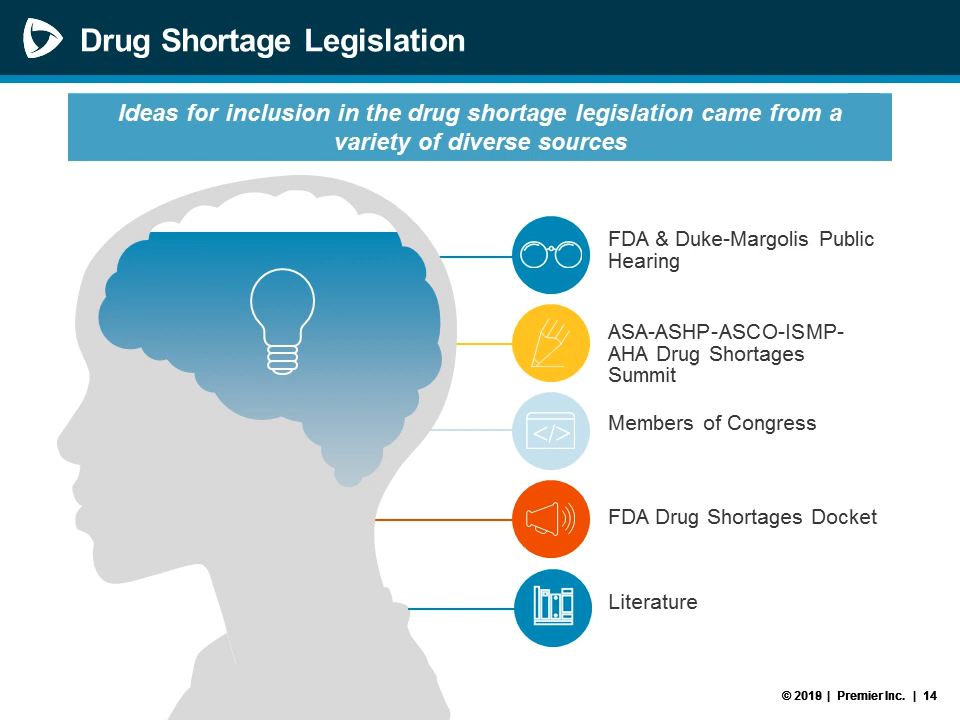 Drug Shortage Legislation
Ideas for inclusion in the drug shortage legislation came from a
variety of diverse sources
FDA & Duke-Margolis Public
Hearing
ASA-ASHP-ASCO-ISMP-
AHA Drug Shortages
Summit
Members of Congress
</>
FDA Drug Shortages Docket
Literature
© 2019 | Premier Inc. | 14